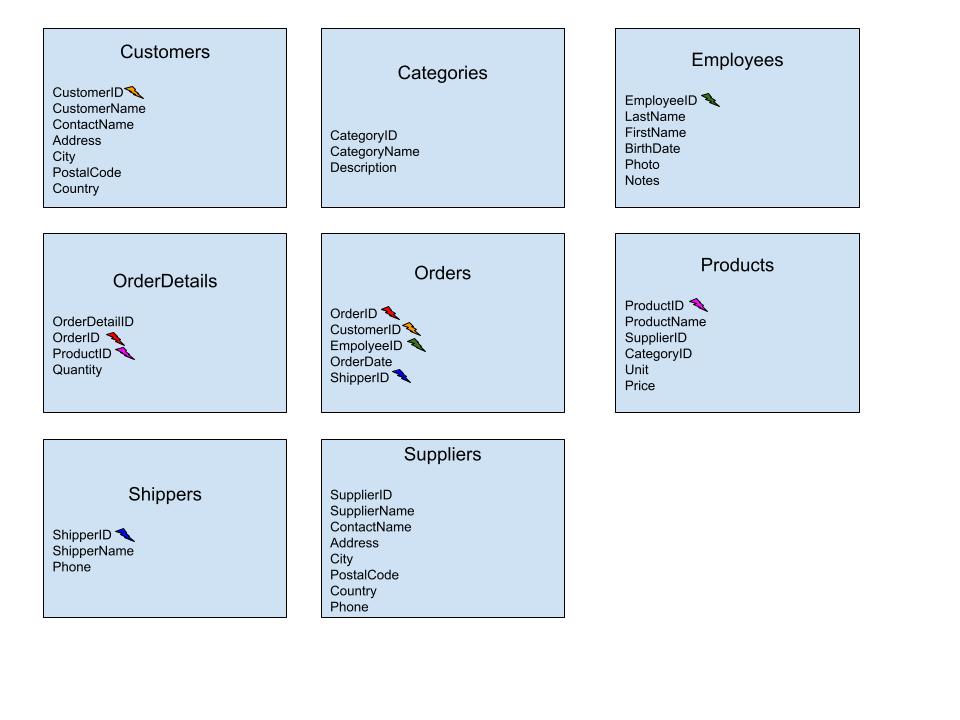 Customers
CustomerID
CustomerName
ContactName
Address
City
PostalCode
Country
Categories
CategoryID
CategoryName
Description
Employees
EmployeeID
LastName
FirstName
BirthDate
Photo
Notes
OrderDetails
OrderDetailID
OrderID
ProductID
Quantity
Orders
OrderID
CustomerID
EmpolyeeID
OrderDate
ShipperID
Products
ProductID
ProductName
SupplierID
CategoryID
Unit
Price
Shippers
ShipperID
ShipperName
Phone
Suppliers
SupplierID
SupplierName
ContactName
Address
City
PostalCode
Country
Phone